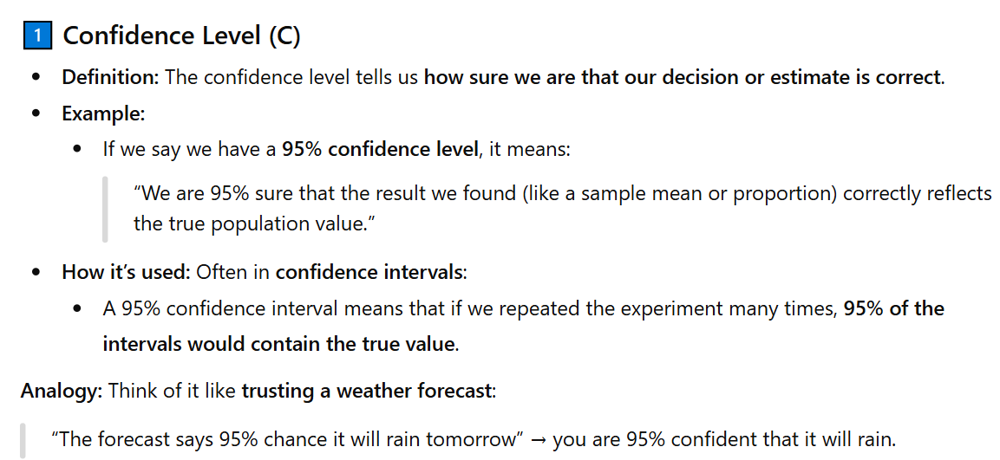 1 Confidence Level (C)
• Definition: The confidence level tells us how sure we are that our decision or estimate is correct.
• Example:
• If we say we have a 95% confidence level, it means:
“We are 95% sure that the result we found (like a sample mean or proportion) correctly reflects
the true population value.”
• How it’s used: Often in confidence intervals:
• A 95% confidence interval means that if we repeated the experiment many times, 95% of the
intervals would contain the true value.
Analogy: Think of it like trusting a weather forecast:
“The forecast says 95% chance it will rain tomorrow” → you are 95% confident that it will rain.